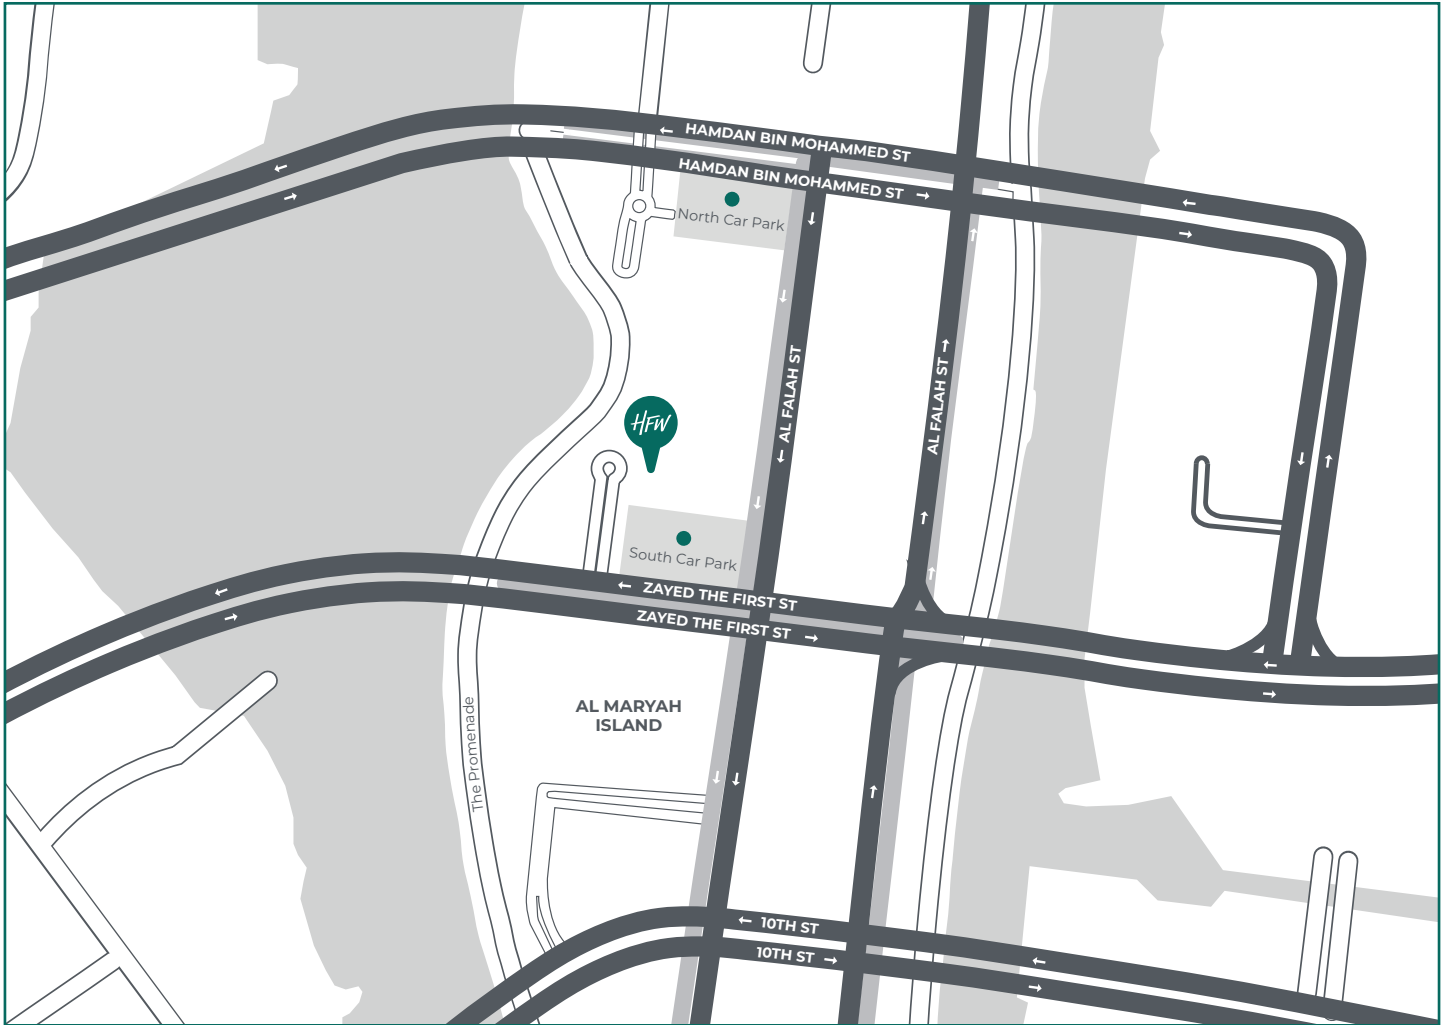 HAMDAN BIN MOHAMMED ST
HAMDAN BIN MOHAMMED ST
North Car Park
AL FALAH ST
AL FALAH ST
HFW
South Car Park
ZAYED THE FIRST ST
ZAYED THE FIRST ST
AL MARYAH
ISLAND
The Promenade
10TH ST
10TH ST